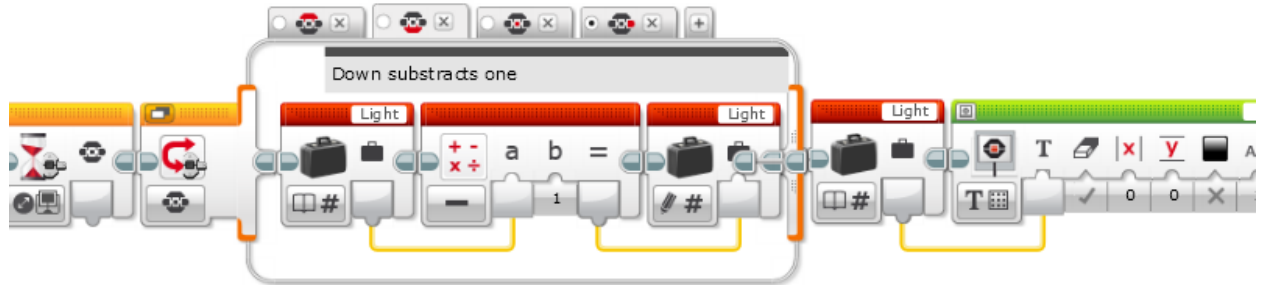 Down substracts one
Light
Light
Light
+ -
x ÷
a b =
T
x
y
A
#
−
1
#
#
T
0
0